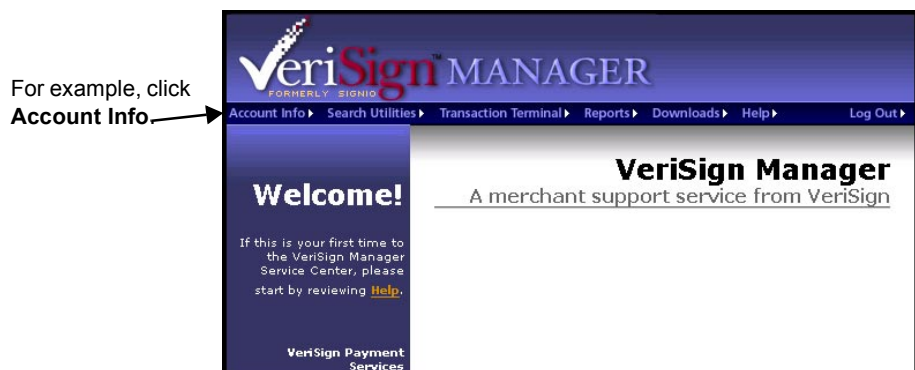 For example, click
Account Info.
VeriSign™ MANAGER
FORMERLY SIGNIO
Account Info Search Utilities Transaction Terminal Reports Downloads Help Log Out
VeriSign Manager
A merchant support service from VeriSign
Welcome!
If this is your first time to
the VeriSign Manager
Service Center, please
start by reviewing Help.
VeriSign Payment
Services